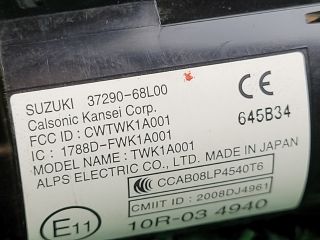 SUZUKI 37290-68L00
Calsonic Kansei Corp.
FCC ID : CWTWK1A001
IC : 1788D-FWK1A001
MODEL NAME : TWK1A001
ALPS ELECTRIC CO., LTD. MADE IN JAPAN
CE
645B34
CCAB08LP4540T6
CMIIT ID : 2008DJ4961
E11
10R-03 4940